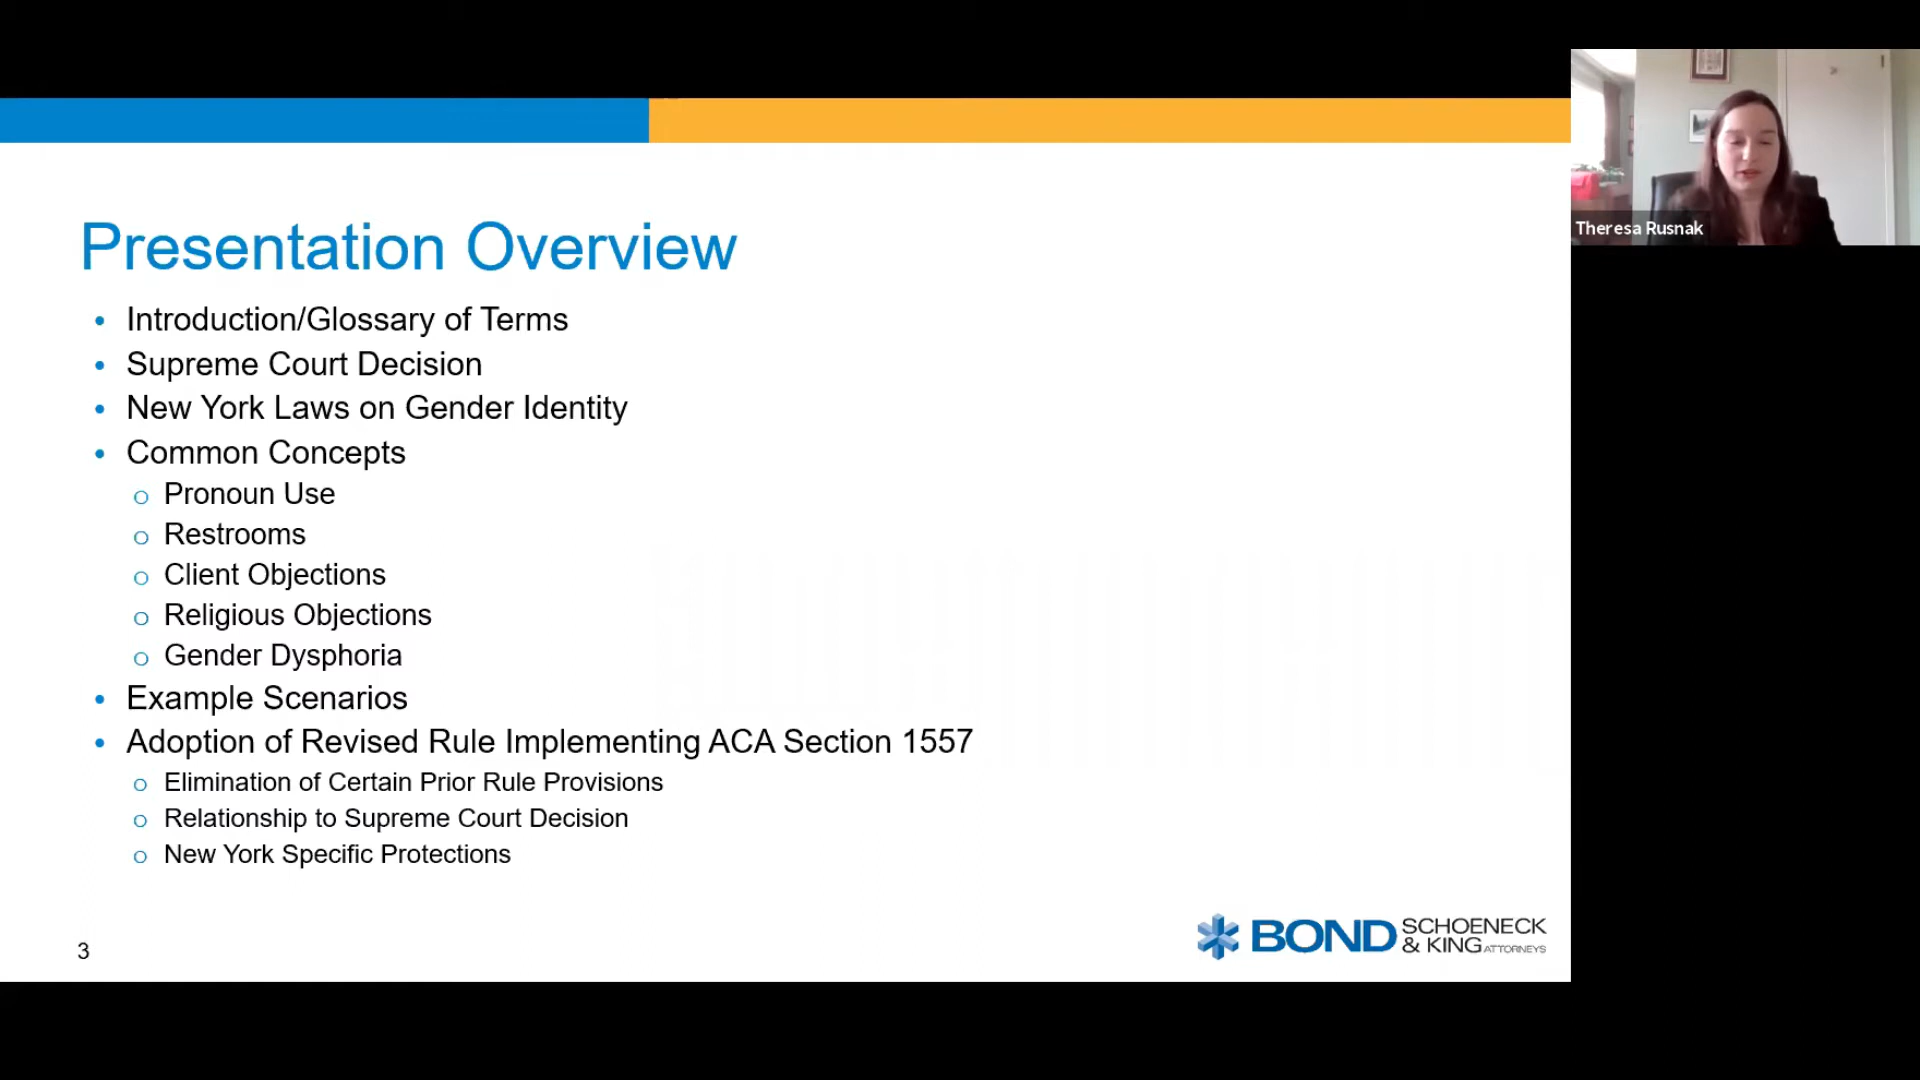 Presentation Overview
• Introduction/Glossary of Terms
• Supreme Court Decision
• New York Laws on Gender Identity
• Common Concepts
o Pronoun Use
o Restrooms
o Client Objections
o Religious Objections
o Gender Dysphoria
• Example Scenarios
• Adoption of Revised Rule Implementing ACA Section 1557
o Elimination of Certain Prior Rule Provisions
o Relationship to Supreme Court Decision
o New York Specific Protections
3
BOND SCHOENECK
& KING ATTORNEYS
Theresa Rusnak